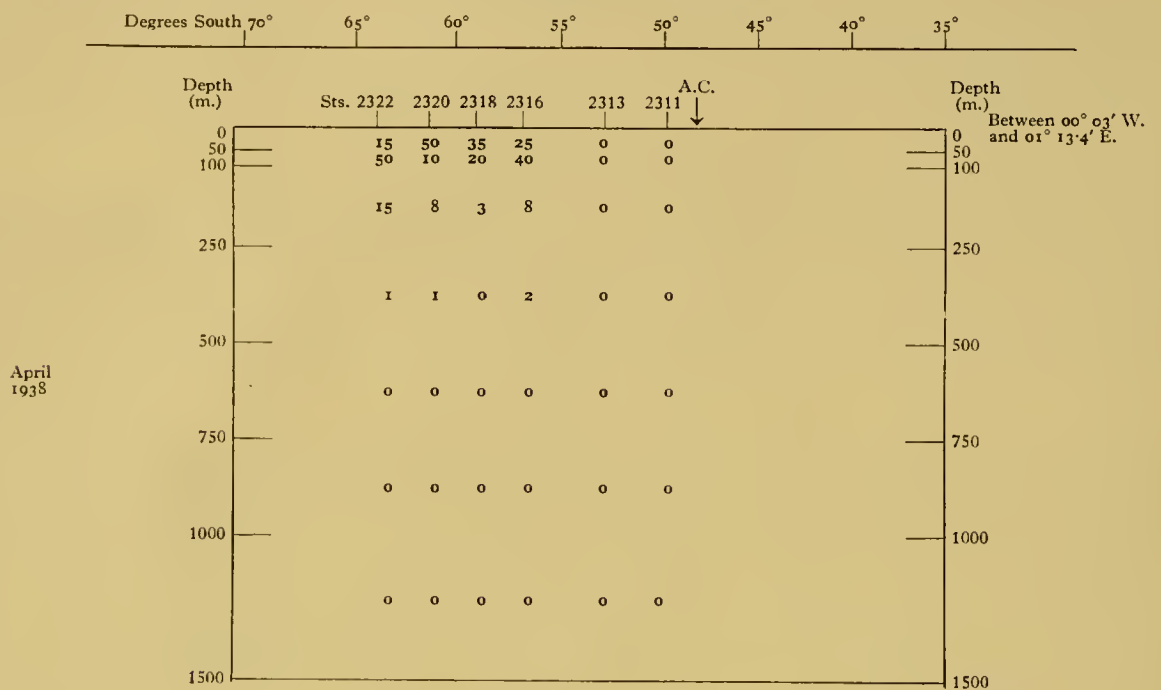 Degrees South 70° 65° 60° 55° 50° 45° 40° 35°
Depth (m.) A.C. Depth (m.)
Sts. 2322 2320 2318 2316 2313 2311
Between 00° 03′ W. and 01° 13·4′ E.
0 0
15 50 35 25 0 0
50 50
50 10 20 40 0 0
100 100
15 8 3 8 0 0
250 250
1 1 0 2 0 0
500 500
April
1938
0 0 0 0 0 0
750 750
0 0 0 0 0 0
1000 1000
0 0 0 0 0 0
1500 1500